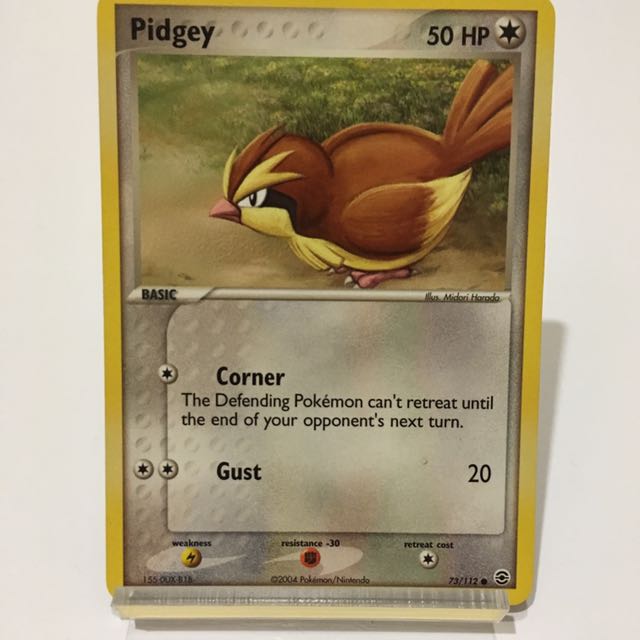 Pidgey 50 HP
BASIC Illus. Midori Harada
Corner
The Defending Pokémon can't retreat until
the end of your opponent's next turn.
Gust 20
weakness resistance -30 retreat cost
©2004 Pokémon/Nintendo 73/112